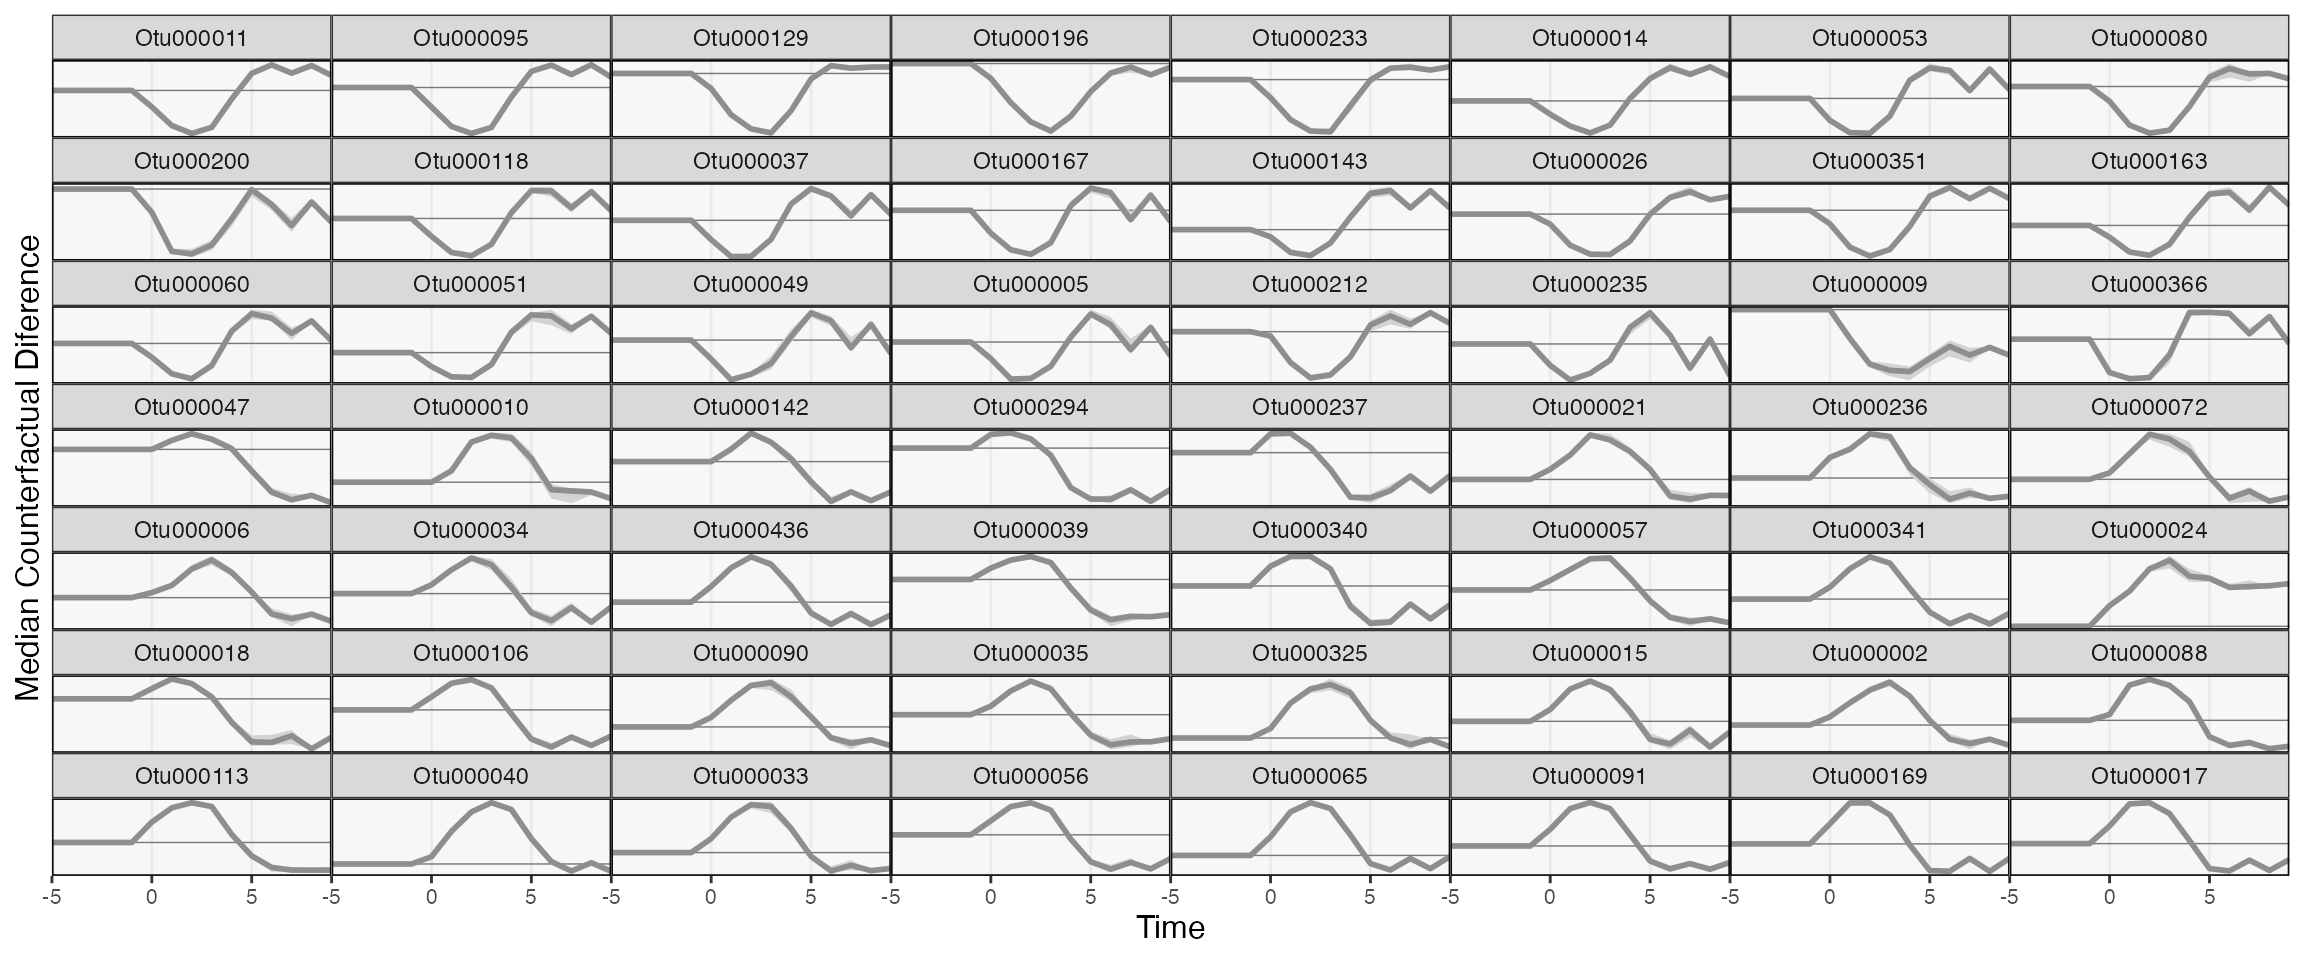 Otu000011 Otu000095 Otu000129 Otu000196 Otu000233 Otu000014 Otu000053 Otu000080
Otu000200 Otu000118 Otu000037 Otu000167 Otu000143 Otu000026 Otu000351 Otu000163
Otu000060 Otu000051 Otu000049 Otu000005 Otu000212 Otu000235 Otu000009 Otu000366
Otu000047 Otu000010 Otu000142 Otu000294 Otu000237 Otu000021 Otu000236 Otu000072
Otu000006 Otu000034 Otu000436 Otu000039 Otu000340 Otu000057 Otu000341 Otu000024
Otu000018 Otu000106 Otu000090 Otu000035 Otu000325 Otu000015 Otu000002 Otu000088
Otu000113 Otu000040 Otu000033 Otu000056 Otu000065 Otu000091 Otu000169 Otu000017
-5 0 5 -5 0 5 -5 0 5 -5 0 5 -5 0 5 -5 0 5 -5 0 5 -5 0 5
Time
Median Counterfactual Diference